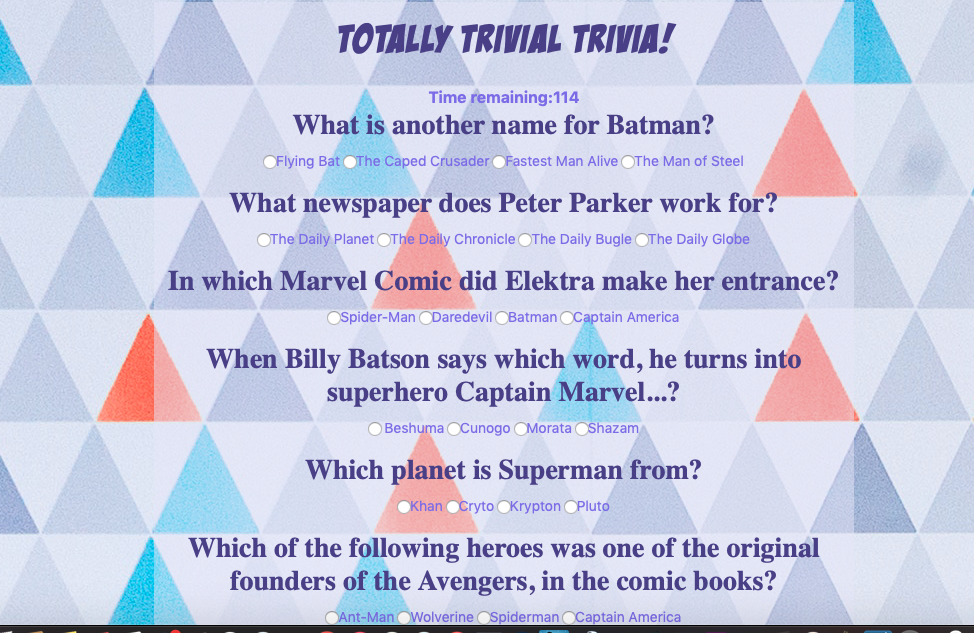 TOTALLY TRIVIAL TRIVIA!
Time remaining:114
What is another name for Batman?
Flying Bat The Caped Crusader Fastest Man Alive The Man of Steel
What newspaper does Peter Parker work for?
The Daily Planet The Daily Chronicle The Daily Bugle The Daily Globe
In which Marvel Comic did Elektra make her entrance?
Spider-Man Daredevil Batman Captain America
When Billy Batson says which word, he turns into
superhero Captain Marvel...?
Beshuma Cunogo Morata Shazam
Which planet is Superman from?
Khan Cryto Krypton Pluto
Which of the following heroes was one of the original
founders of the Avengers, in the comic books?
Ant-Man Wolverine Spiderman Captain America